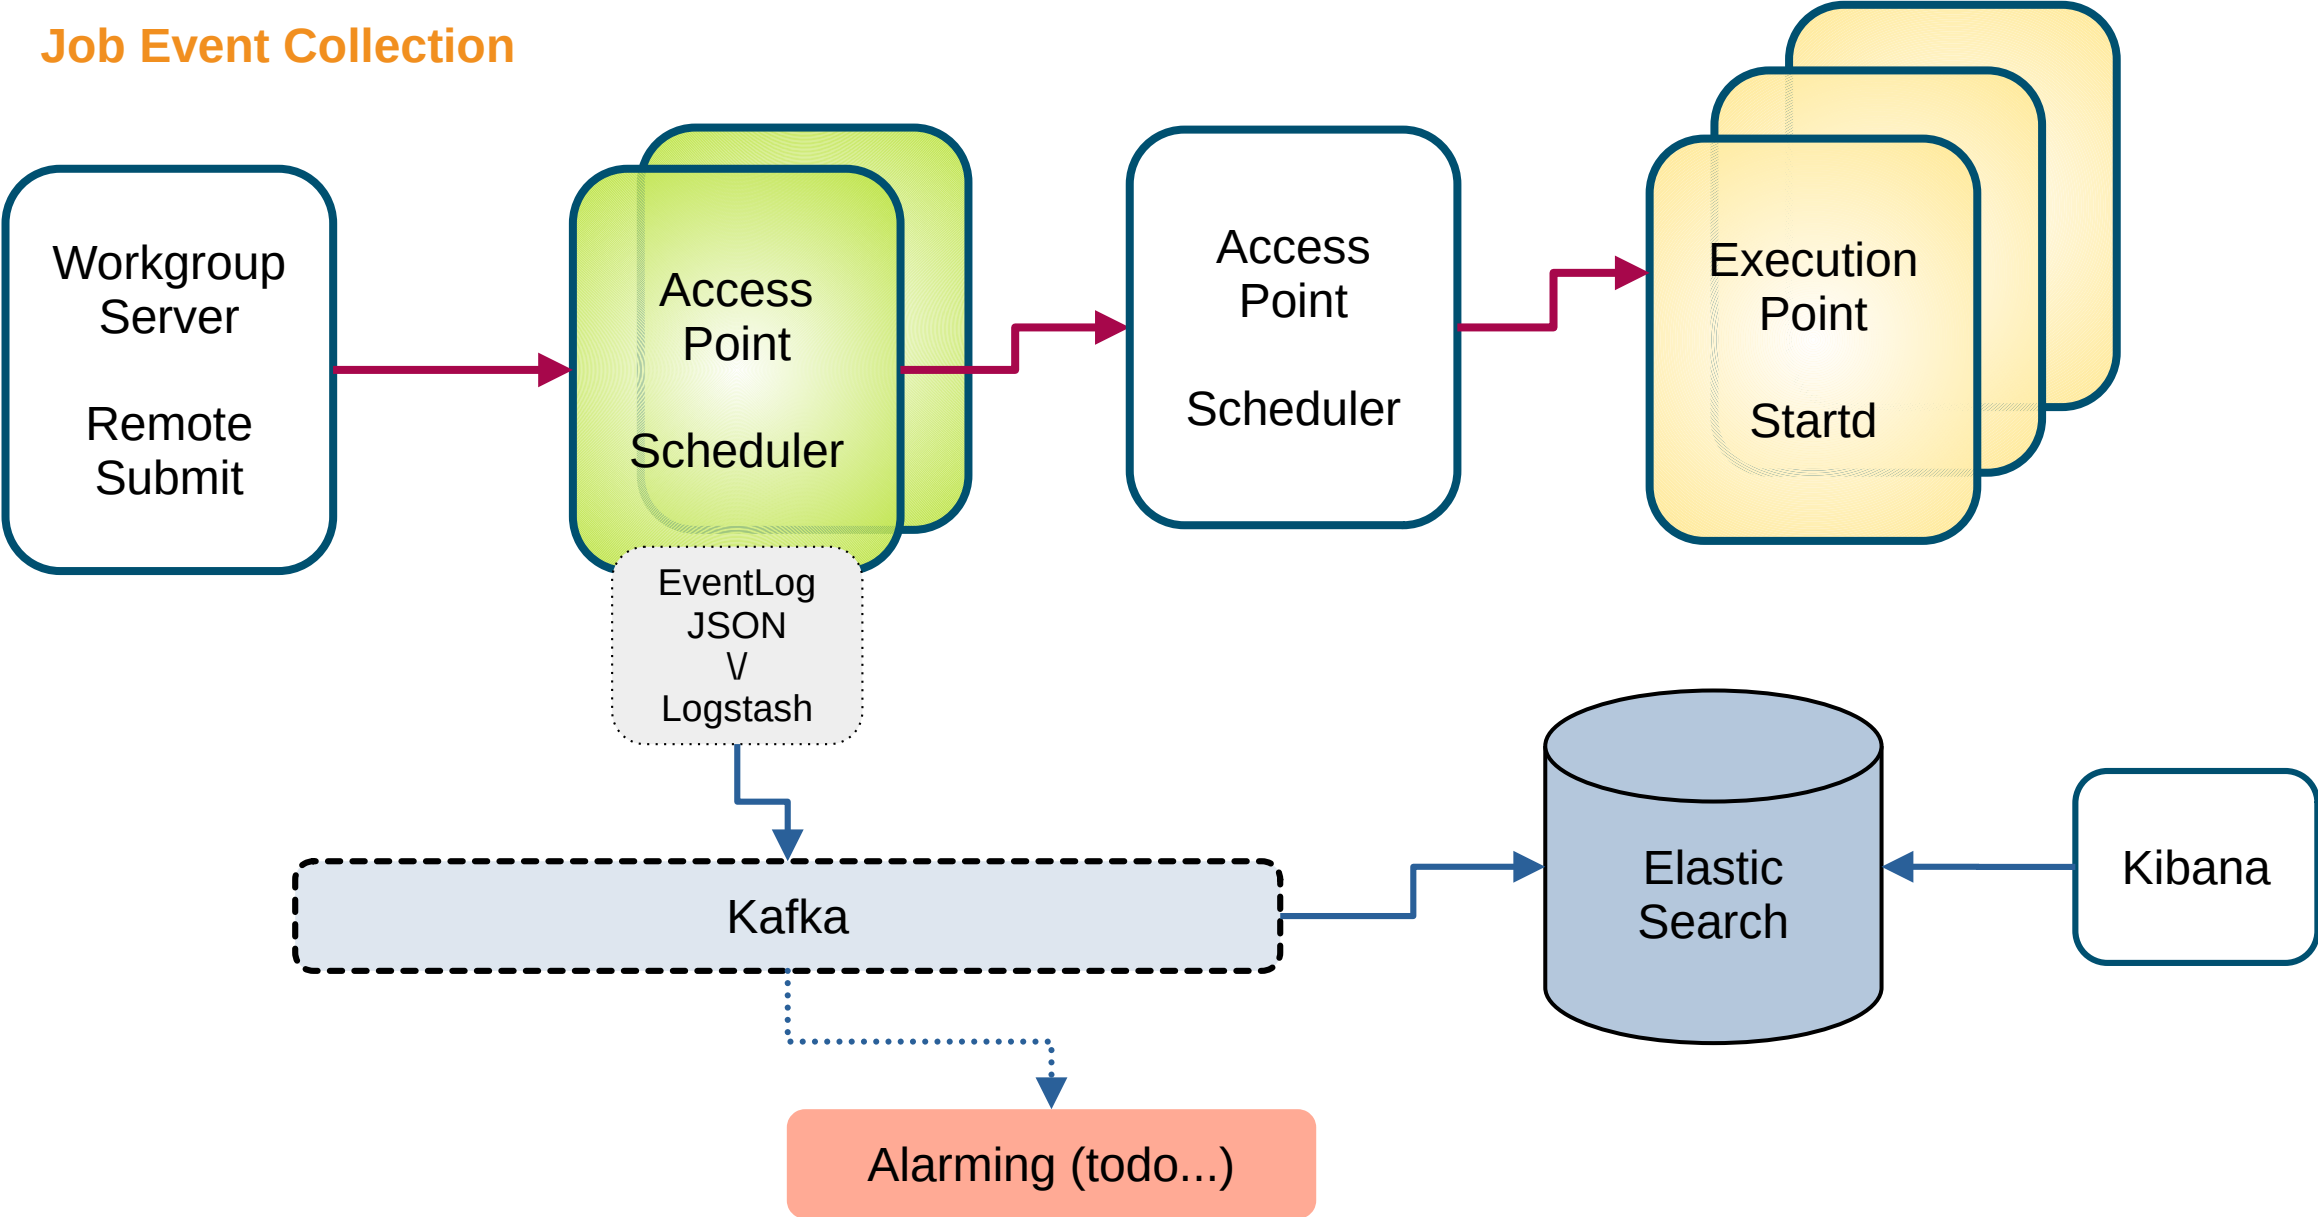 Job Event Collection
Workgroup
Server
Remote
Submit
Access
Point
Scheduler
Access
Point
Scheduler
Execution
Point
Startd
EventLog
JSON
\/
Logstash
Kafka
Elastic
Search
Kibana
Alarming (todo...)